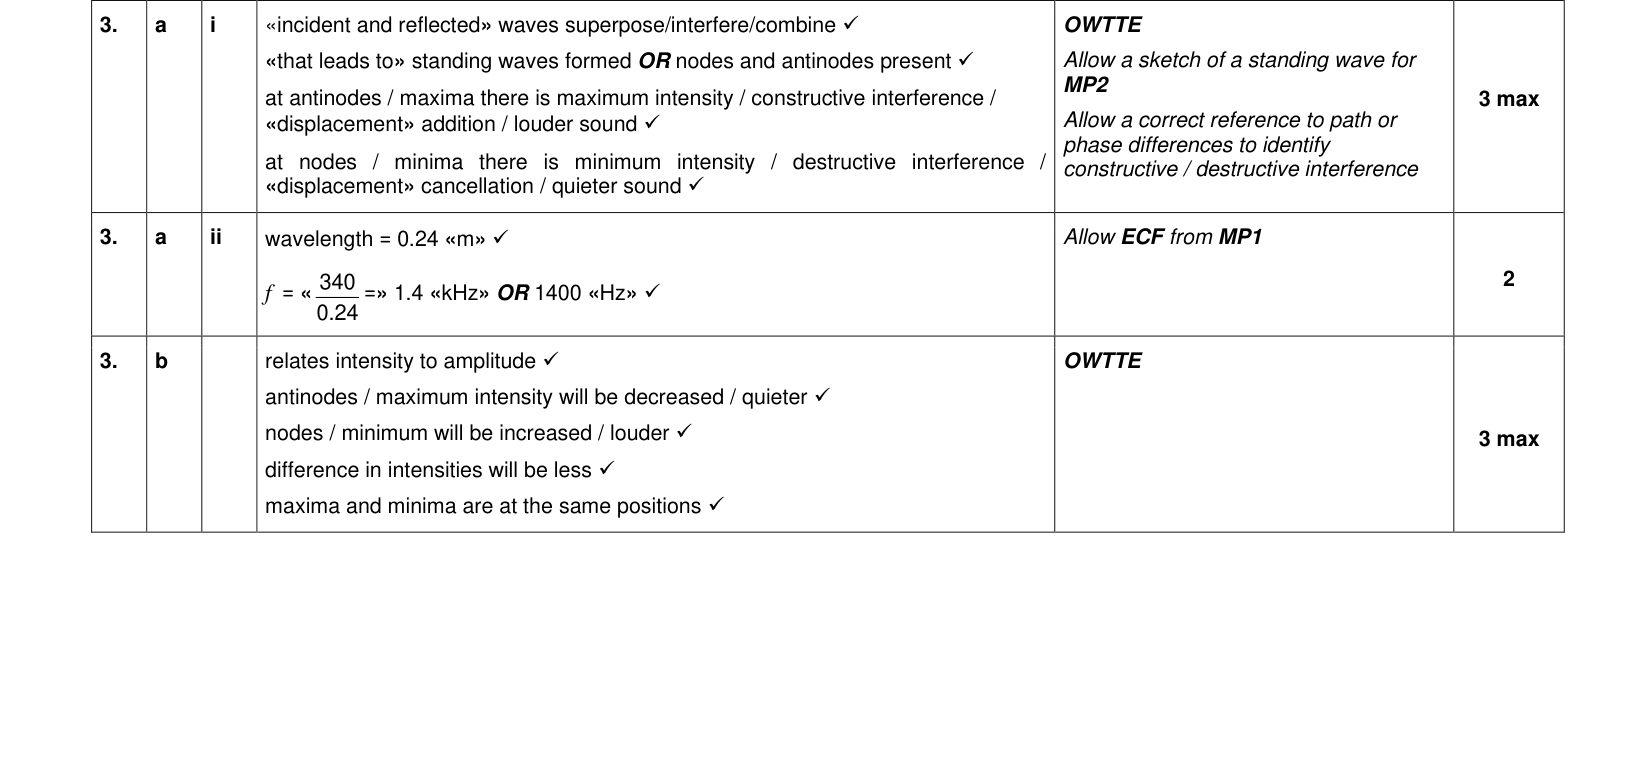 3. a i «incident and reflected» waves superpose/interfere/combine ✓ OWTTE
«that leads to» standing waves formed OR nodes and antinodes present ✓ Allow a sketch of a standing wave for
MP2
at antinodes / maxima there is maximum intensity / constructive interference / 3 max
«displacement» addition / louder sound ✓ Allow a correct reference to path or
phase differences to identify
at nodes / minima there is minimum intensity / destructive interference / constructive / destructive interference
«displacement» cancellation / quieter sound ✓
3. a ii wavelength = 0.24 «m» ✓ Allow ECF from MP1
f = « 340 / 0.24 =» 1.4 «kHz» OR 1400 «Hz» ✓ 2
3. b relates intensity to amplitude ✓ OWTTE
antinodes / maximum intensity will be decreased / quieter ✓
nodes / minimum will be increased / louder ✓ 3 max
difference in intensities will be less ✓
maxima and minima are at the same positions ✓